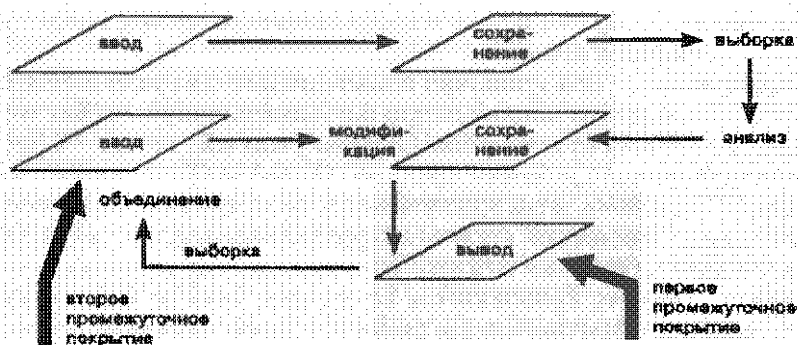 ввод
сохра-
нение
выборка
ввод
модифи-
кация
сохра-
нение
анализ
объединение
выборка
вывод
второе
промежуточное
покрытие
первое
промежуточное
покрытие